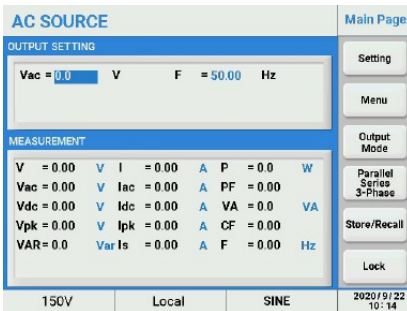 AC SOURCE
Main Page
OUTPUT SETTING
Vac = 0.0 V F = 50.00 Hz
Setting
Menu
Output
Mode
Parallel
Series
3-Phase
Store/Recall
Lock
MEASUREMENT
V = 0.00 V I = 0.00 A P = 0.0 W
Vac = 0.00 V Iac = 0.00 A PF = 0.00
Vdc = 0.00 V Idc = 0.00 A VA = 0.0 VA
Vpk = 0.00 V Ipk = 0.00 A CF = 0.00
VAR= 0.0 Var Is = 0.00 A F = 0.00 Hz
150V Local SINE
2020/9/22
10:14